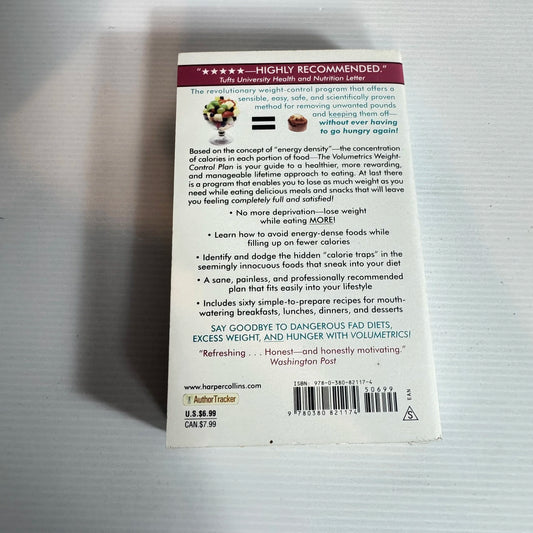 "★★★★★—HIGHLY RECOMMENDED."
Tufts University Health and Nutrition Letter
The revolutionary weight-control program that offers a
sensible, easy, safe, and scientifically proven
method for removing unwanted pounds
and keeping them off—
without ever having
to go hungry again!
=
Based on the concept of "energy density"—the concentration
of calories in each portion of food—The Volumetrics Weight-
Control Plan is your guide to a healthier, more rewarding,
and manageable lifetime approach to eating. At last there
is a program that enables you to lose as much weight as you
need while eating delicious meals and snacks that will leave
you feeling completely full and satisfied!
• No more deprivation—lose weight
while eating MORE!
• Learn how to avoid energy-dense foods while
filling up on fewer calories
• Identify and dodge the hidden "calorie traps" in the
seemingly innocuous foods that sneak into your diet
• A sane, painless, and professionally recommended
plan that fits easily into your lifestyle
• Includes sixty simple-to-prepare recipes for mouth-
watering breakfasts, lunches, dinners, and desserts
SAY GOODBYE TO DANGEROUS FAD DIETS,
EXCESS WEIGHT, AND HUNGER WITH VOLUMETRICS!
"Refreshing . . . Honest—and honestly motivating."
Washington Post
www.harpercollins.com
AuthorTracker
U.S. $6.99
CAN. $7.99
ISBN: 978-0-380-82117-4
50699
9 780380 821174
EAN
S